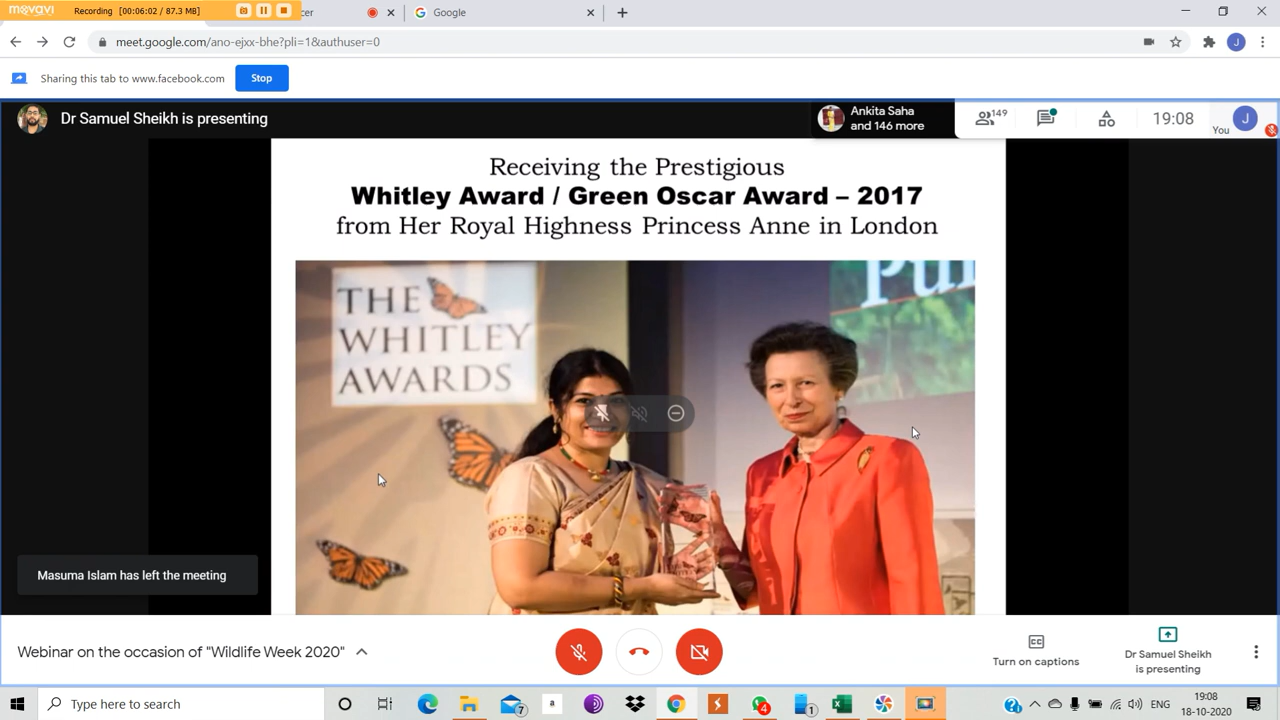 movavi
Recording [00:06:02 / 87.3 MB]
cer
Google
meet.google.com/ano-ejxx-bhe?pli=1&authuser=0
J
Sharing this tab to www.facebook.com
Stop
Dr Samuel Sheikh is presenting
Ankita Saha
and 146 more
149
19:08
You
J
Receiving the Prestigious
Whitley Award / Green Oscar Award – 2017
from Her Royal Highness Princess Anne in London
THE
WHITLEY
AWARDS
Masuma Islam has left the meeting
Webinar on the occasion of "Wildlife Week 2020"
Turn on captions
Dr Samuel Sheikh
is presenting
Type here to search
7
a
4
1
ENG
19:08
18-10-2020